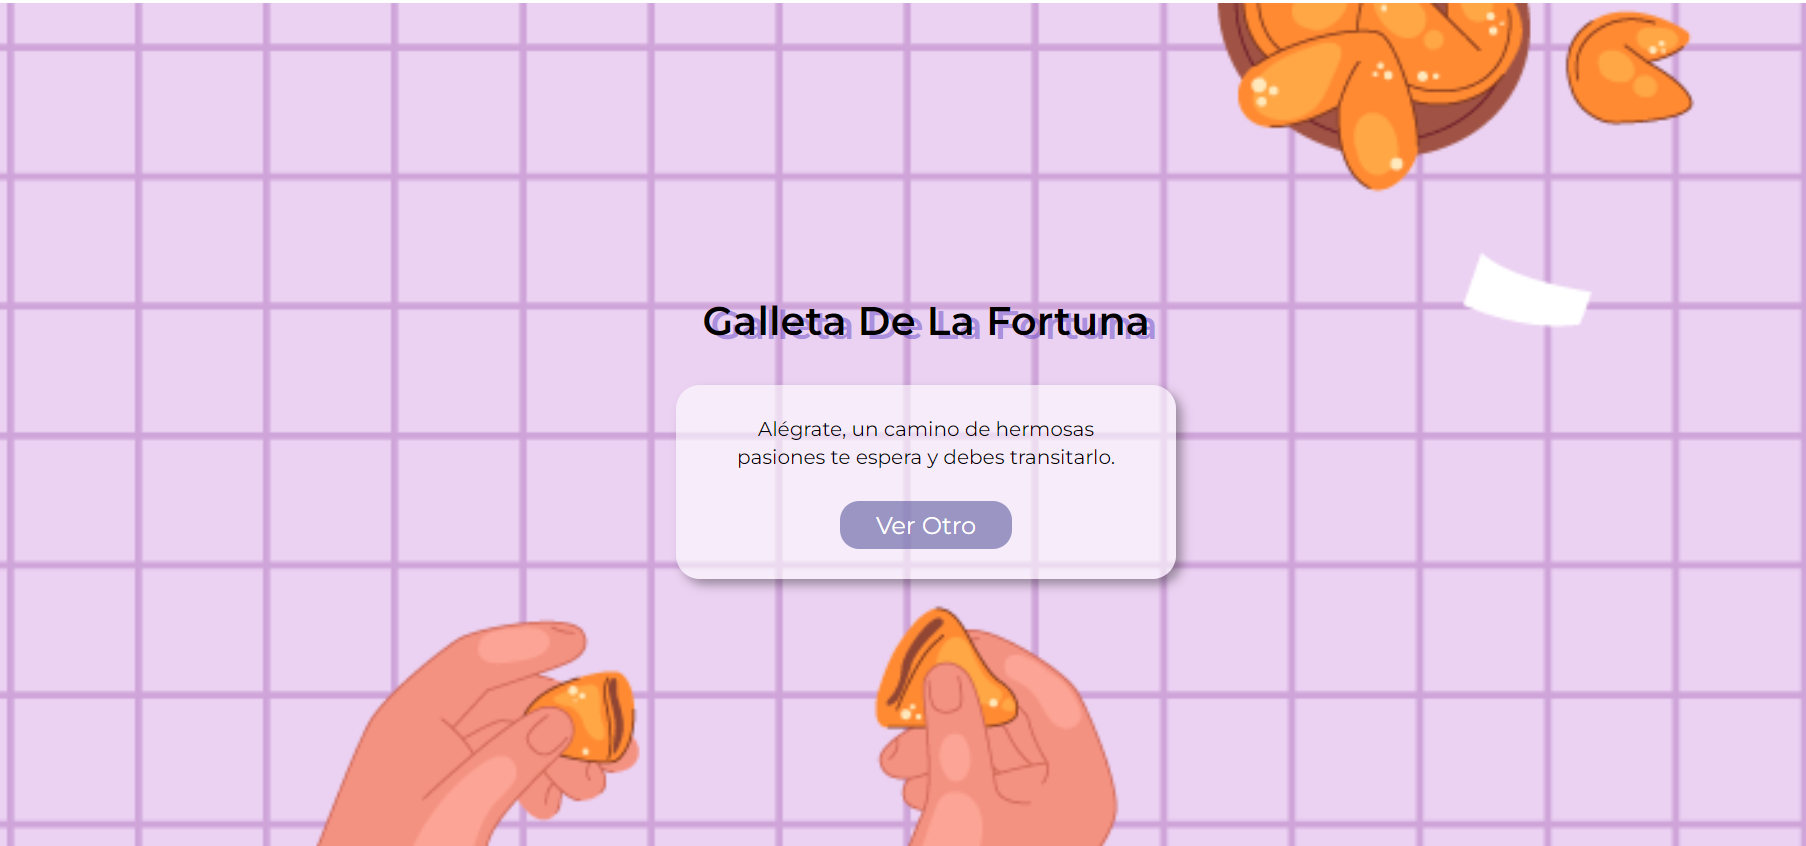 Galleta De La Fortuna
Alégrate, un camino de hermosas
pasiones te espera y debes transitarlo.
Ver Otro